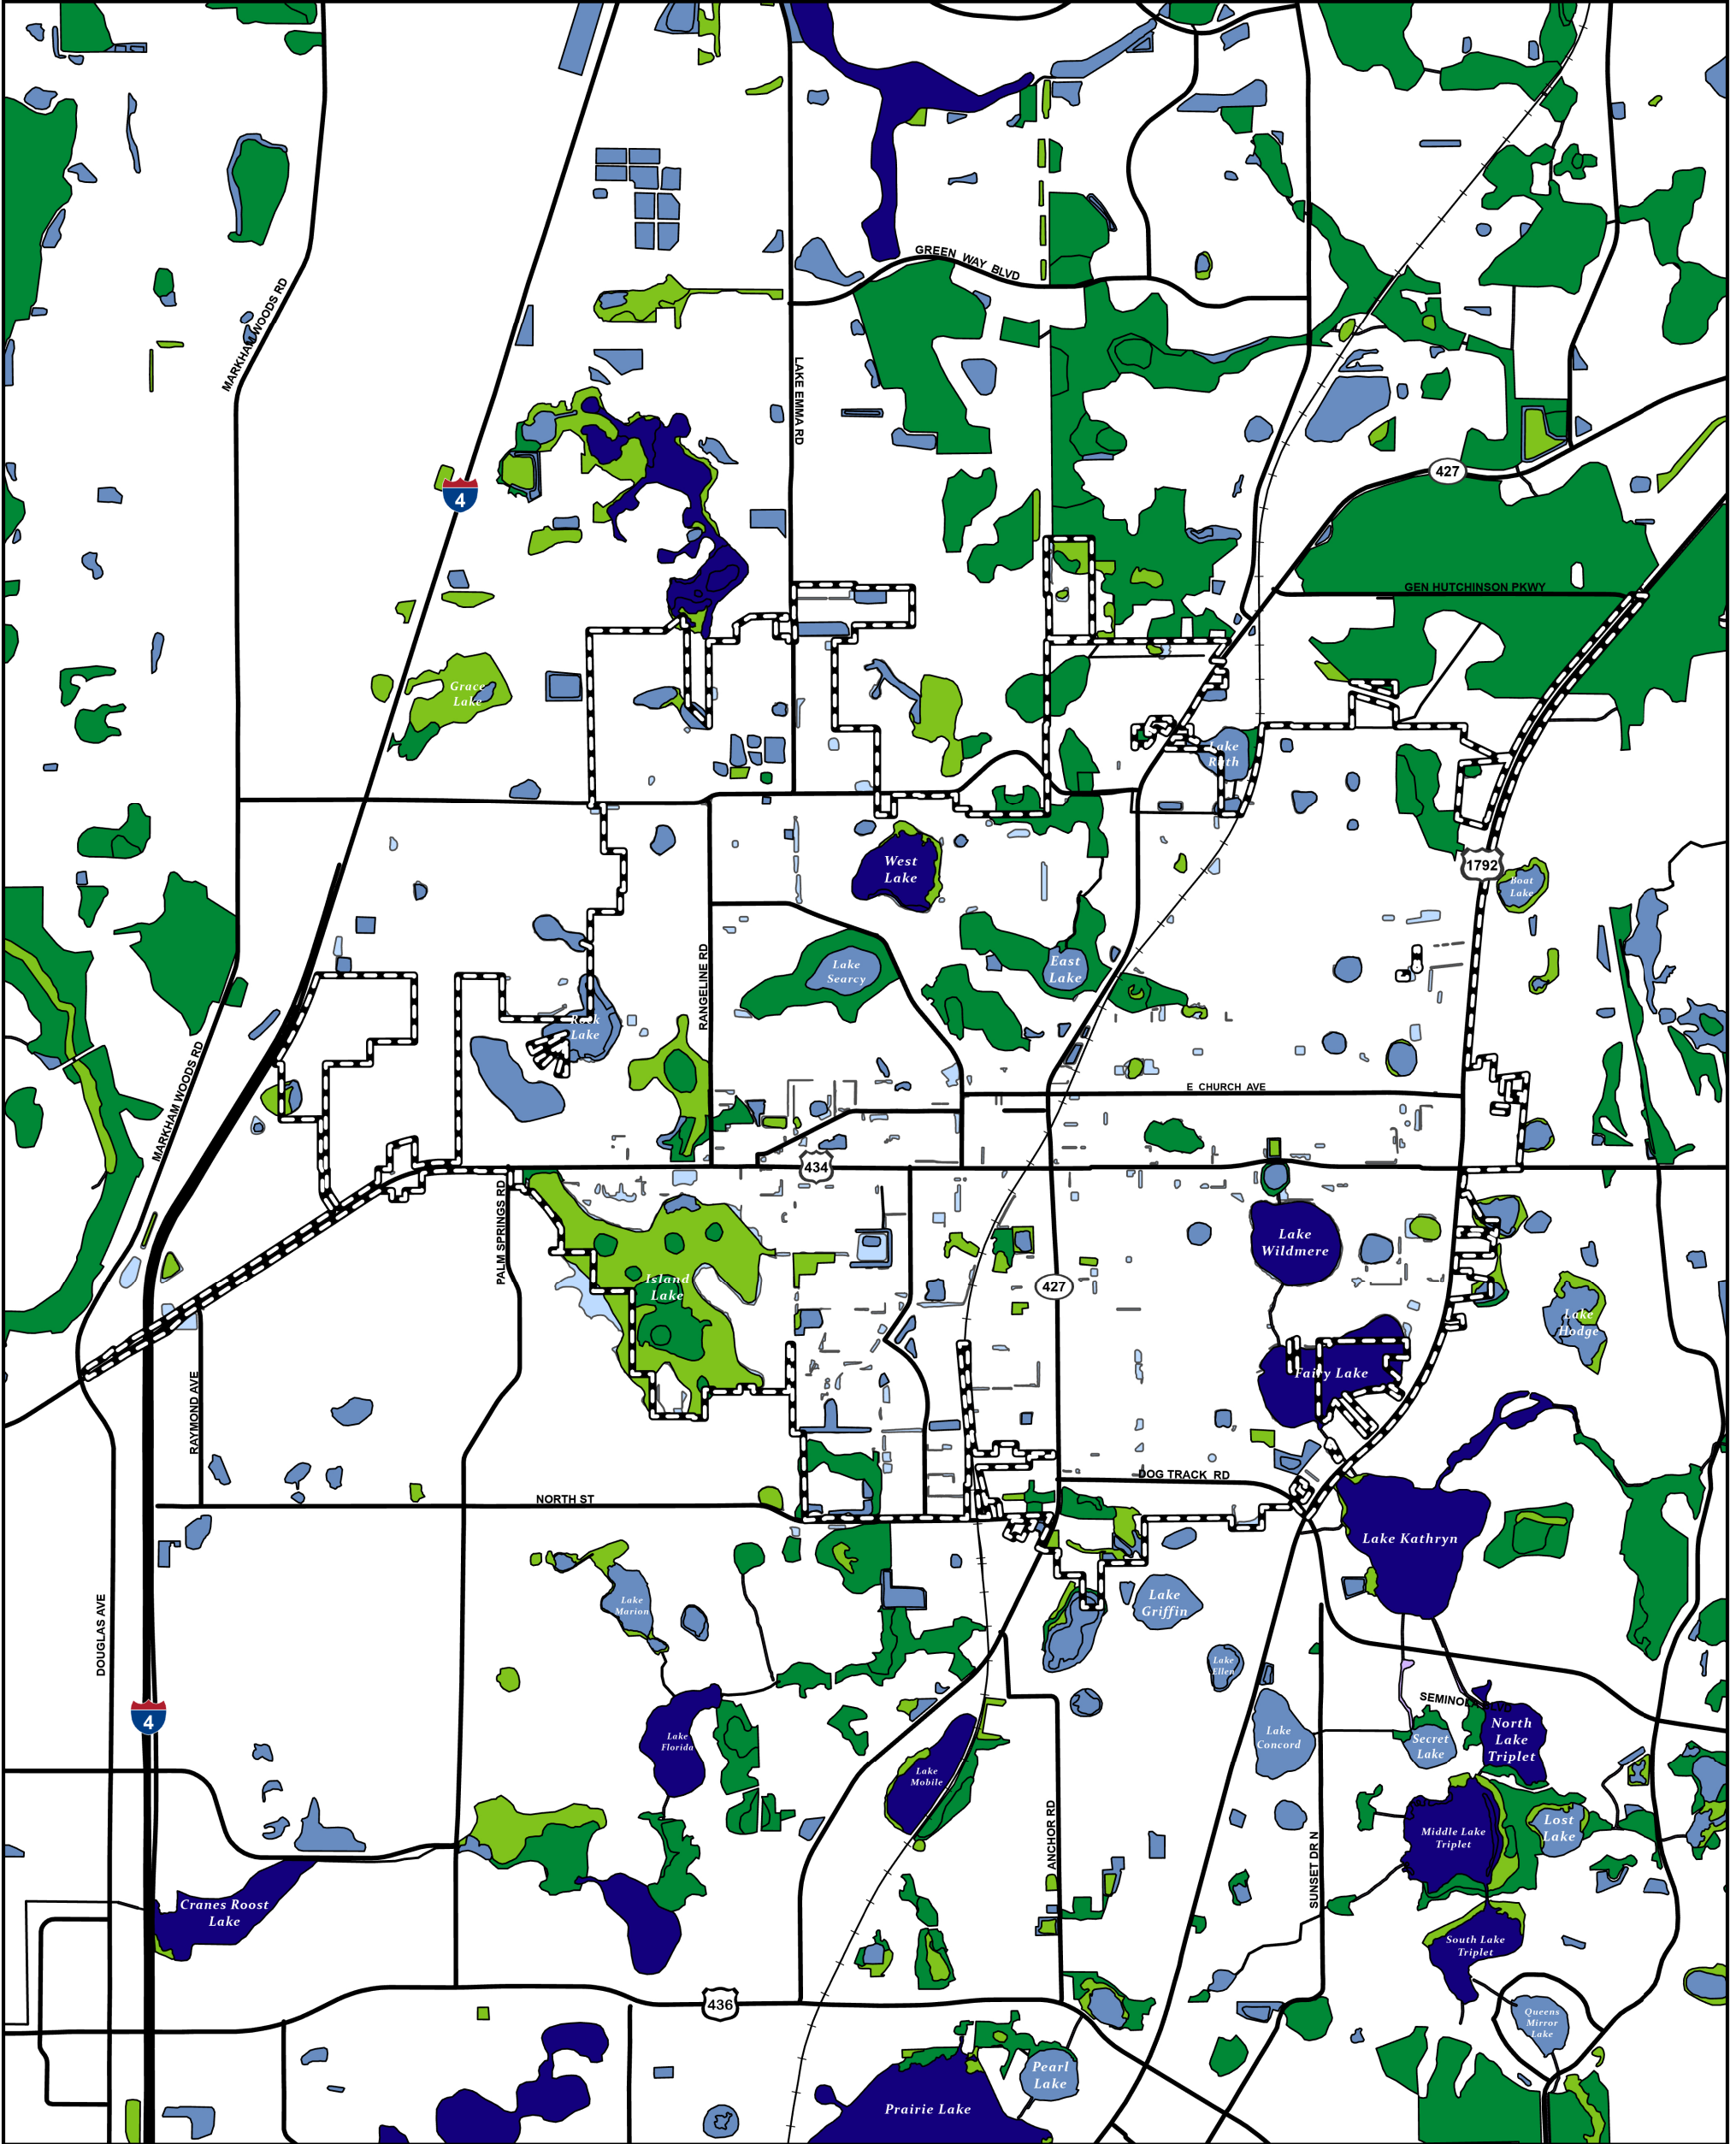 GREEN WAY BLVD
MARKHAM WOODS RD
LAKE EMMA RD
427
4
GEN HUTCHINSON PKWY
Grace
Lake
Lake
Ruth
1792
West
Lake
Boat
Lake
Lake
Searcy
East
Lake
RANGELINE RD
Rock
Lake
MARKHAM WOODS RD
E CHURCH AVE
434
PALM SPRINGS RD
Lake
Wildmere
Island
Lake
427
Lake
Hodge
Fairy Lake
RAYMOND AVE
DOG TRACK RD
NORTH ST
Lake Kathryn
DOUGLAS AVE
Lake
Marion
Lake
Griffin
Lake
Ellen
SEMINOLA BLVD
4
Lake
Florida
Lake
Concord
Secret
Lake
North
Lake
Triplet
Lake
Mobile
ANCHOR RD
SUNSET DR N
Middle Lake
Triplet
Lost
Lake
Cranes Roost
Lake
South Lake
Triplet
436
Queens
Mirror
Lake
Pearl
Lake
Prairie Lake